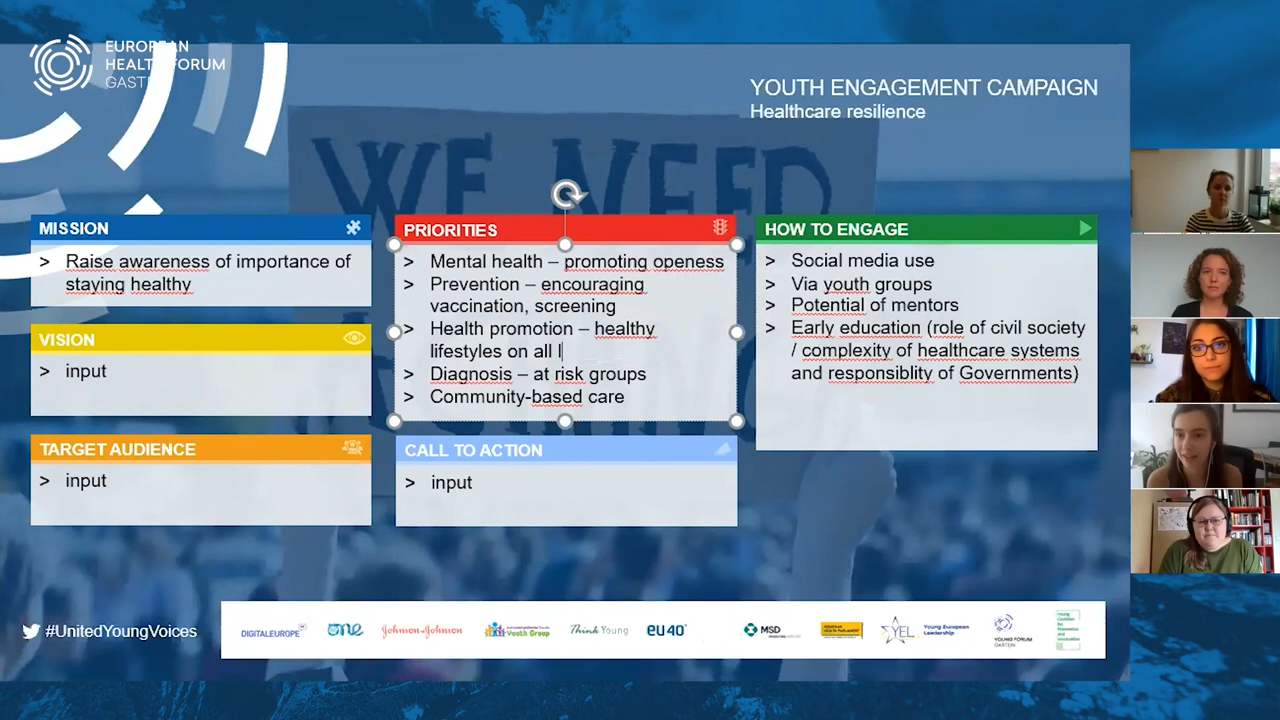 EUROPEAN
HEALTH FORUM
GASTEIN
YOUTH ENGAGEMENT CAMPAIGN
Healthcare resilience
WE NEED
MISSION
> Raise awareness of importance of
staying healthy
VISION
> input
TARGET AUDIENCE
> input
PRIORITIES
> Mental health – promoting openess
> Prevention – encouraging
vaccination, screening
> Health promotion – healthy
lifestyles on all l
> Diagnosis – at risk groups
> Community-based care
CALL TO ACTION
> input
HOW TO ENGAGE
> Social media use
> Via youth groups
> Potential of mentors
> Early education (role of civil society
/ complexity of healthcare systems
and responsiblity of Governments)
#UnitedYoungVoices
DIGITALEUROPE
one
Johnson & Johnson
Youth Group
Think Young
eu40
MSD
YEL
Young European
Leadership
YOUNG FORUM
GASTEIN